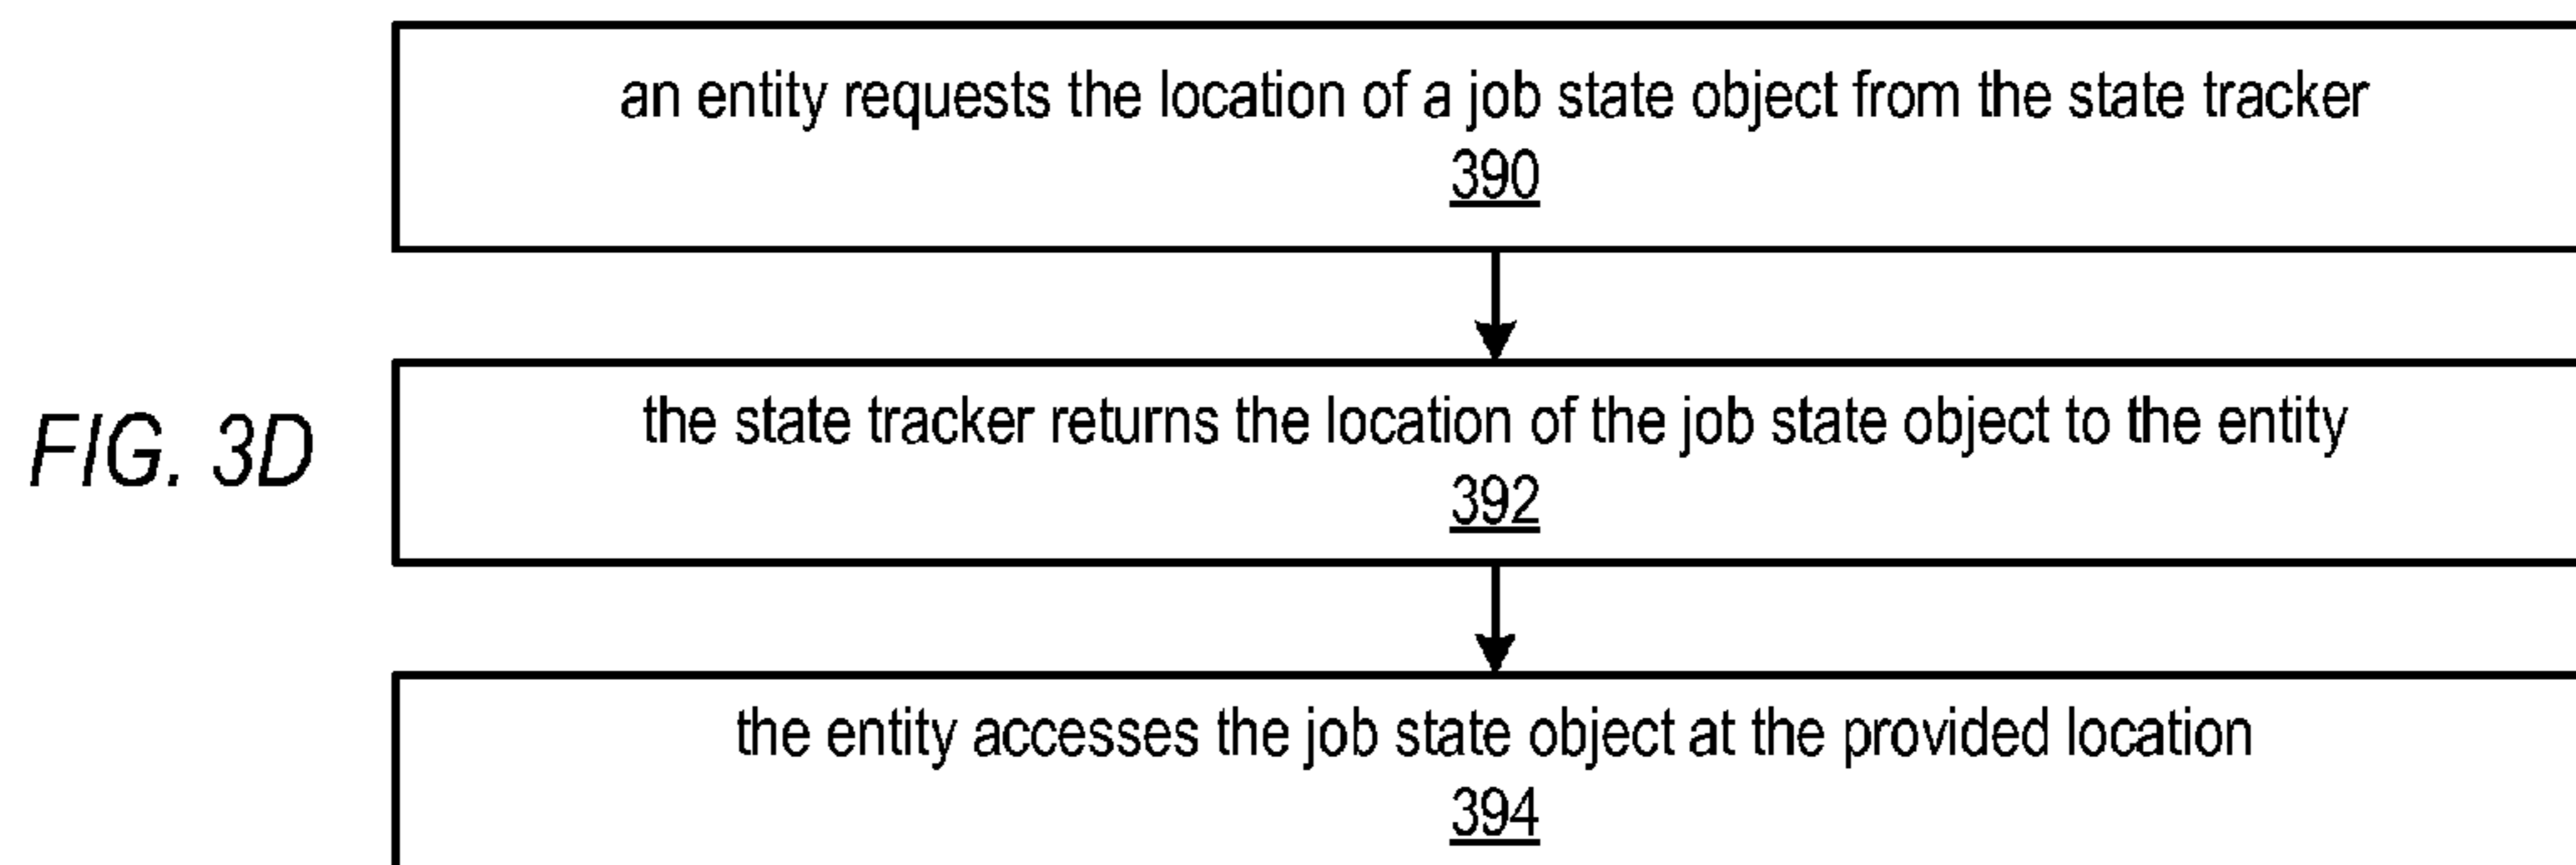 an entity requests the location of a job state object from the state tracker
390
the state tracker returns the location of the job state object to the entity
392
FIG. 3D
the entity accesses the job state object at the provided location
394